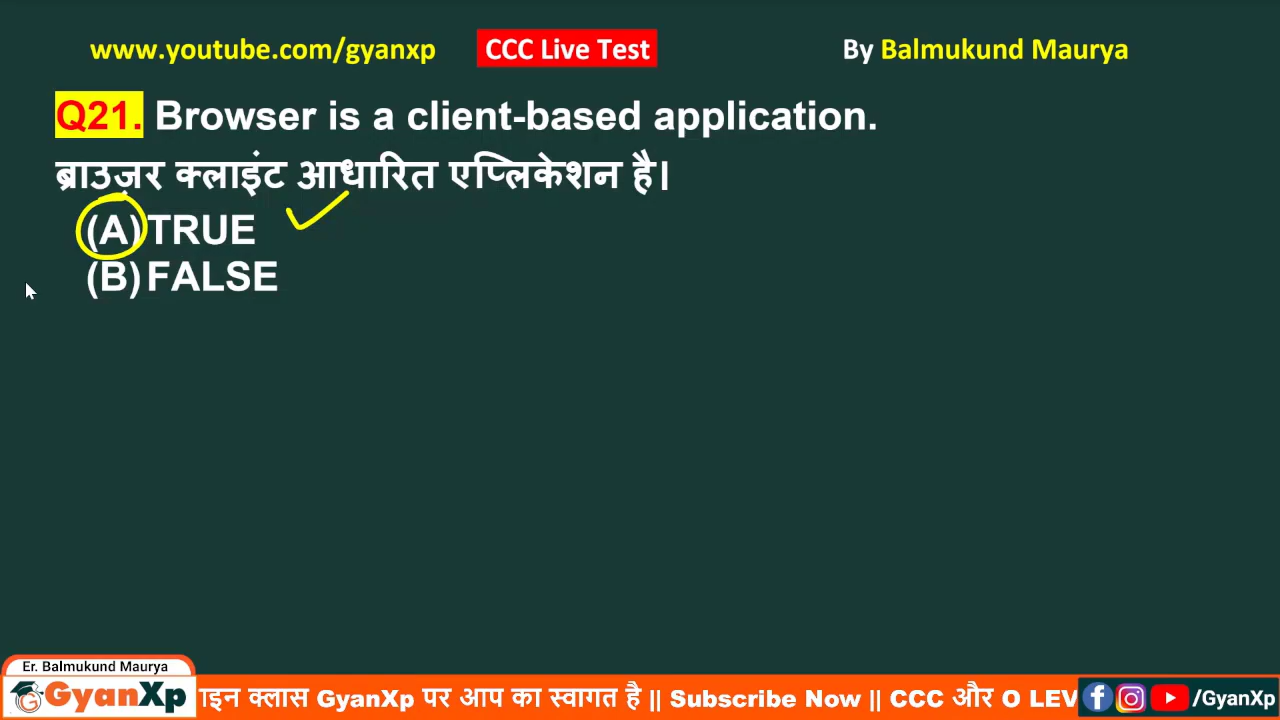 www.youtube.com/gyanxp CCC Live Test By Balmukund Maurya
Q21. Browser is a client-based application.
ब्राउज़र क्लाइंट आधारित एप्लिकेशन है।
(A) TRUE
(B) FALSE
Er. Balmukund Maurya
GyanXp ाइन क्लास GyanXp पर आप का स्वागत है || Subscribe Now || CCC और O LEV /GyanXp